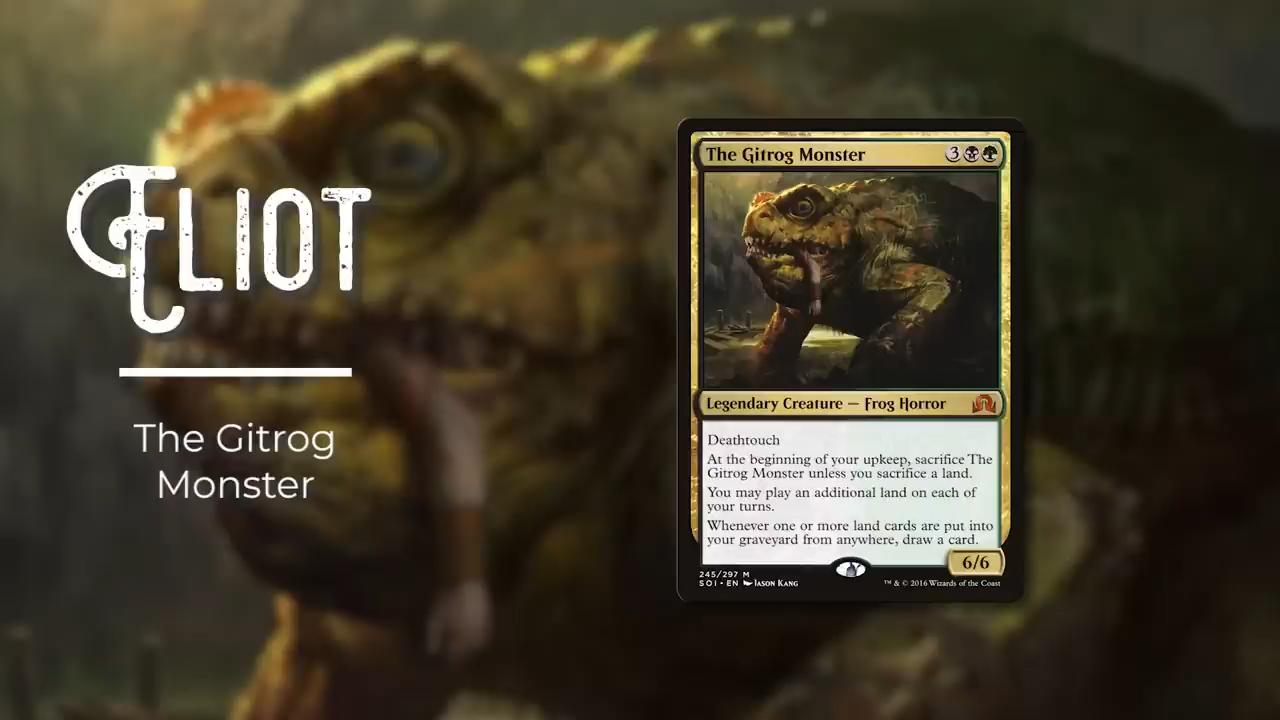 ELIOT
The Gitrog
Monster
The Gitrog Monster
3
Legendary Creature — Frog Horror
Deathtouch
At the beginning of your upkeep, sacrifice The
Gitrog Monster unless you sacrifice a land.
You may play an additional land on each of
your turns.
Whenever one or more land cards are put into
your graveyard from anywhere, draw a card.
6/6
245/297 M
SOI • EN Jason Kang
™ & © 2016 Wizards of the Coast